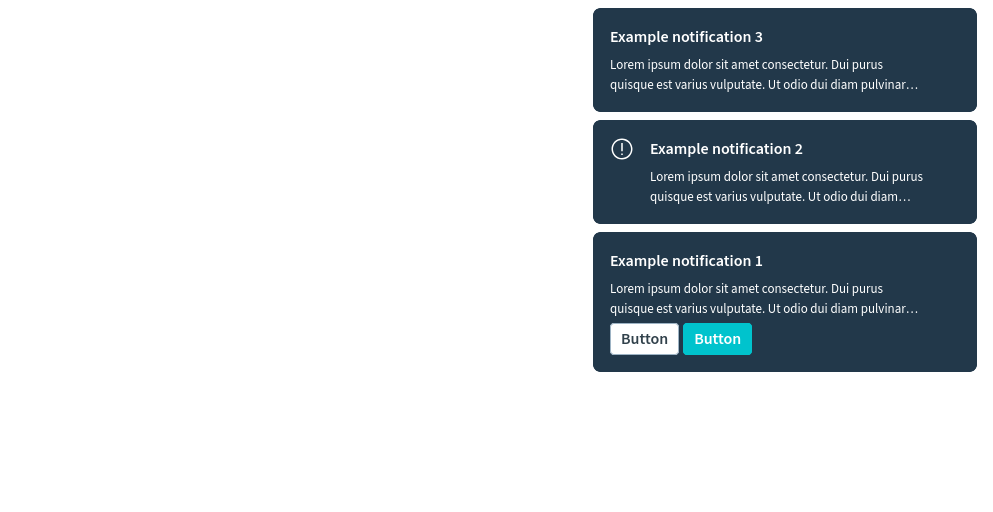 Example notification 3
Lorem ipsum dolor sit amet consectetur. Dui purus
quisque est varius vulputate. Ut odio dui diam pulvinar…
Example notification 2
Lorem ipsum dolor sit amet consectetur. Dui purus
quisque est varius vulputate. Ut odio dui diam…
Example notification 1
Lorem ipsum dolor sit amet consectetur. Dui purus
quisque est varius vulputate. Ut odio dui diam pulvinar…
Button Button